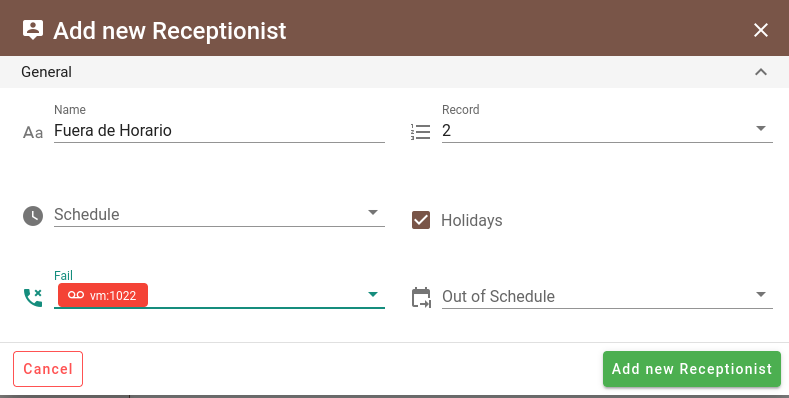 Add new Receptionist
General
Name
Record
Aa
Fuera de Horario
2
Schedule
Holidays
Fail
vm:1022
Out of Schedule
Cancel
Add new Receptionist